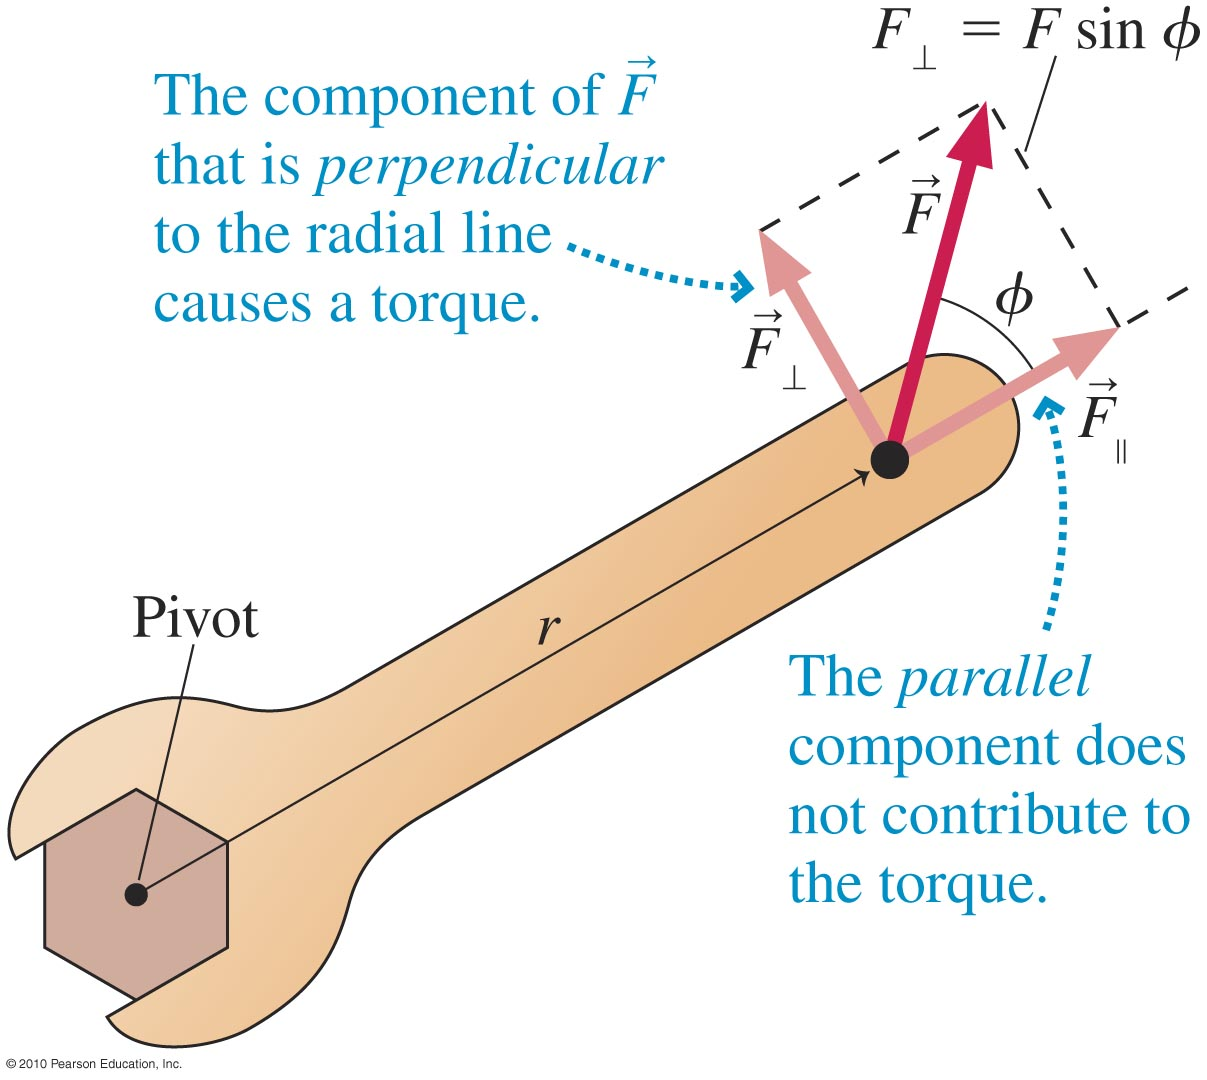 F⊥ = F sin ϕ
The component of F⃗
that is perpendicular
to the radial line
causes a torque.
F⃗
ϕ
F⃗⊥
F⃗∥
r
Pivot
The parallel
component does
not contribute to
the torque.
© 2010 Pearson Education, Inc.